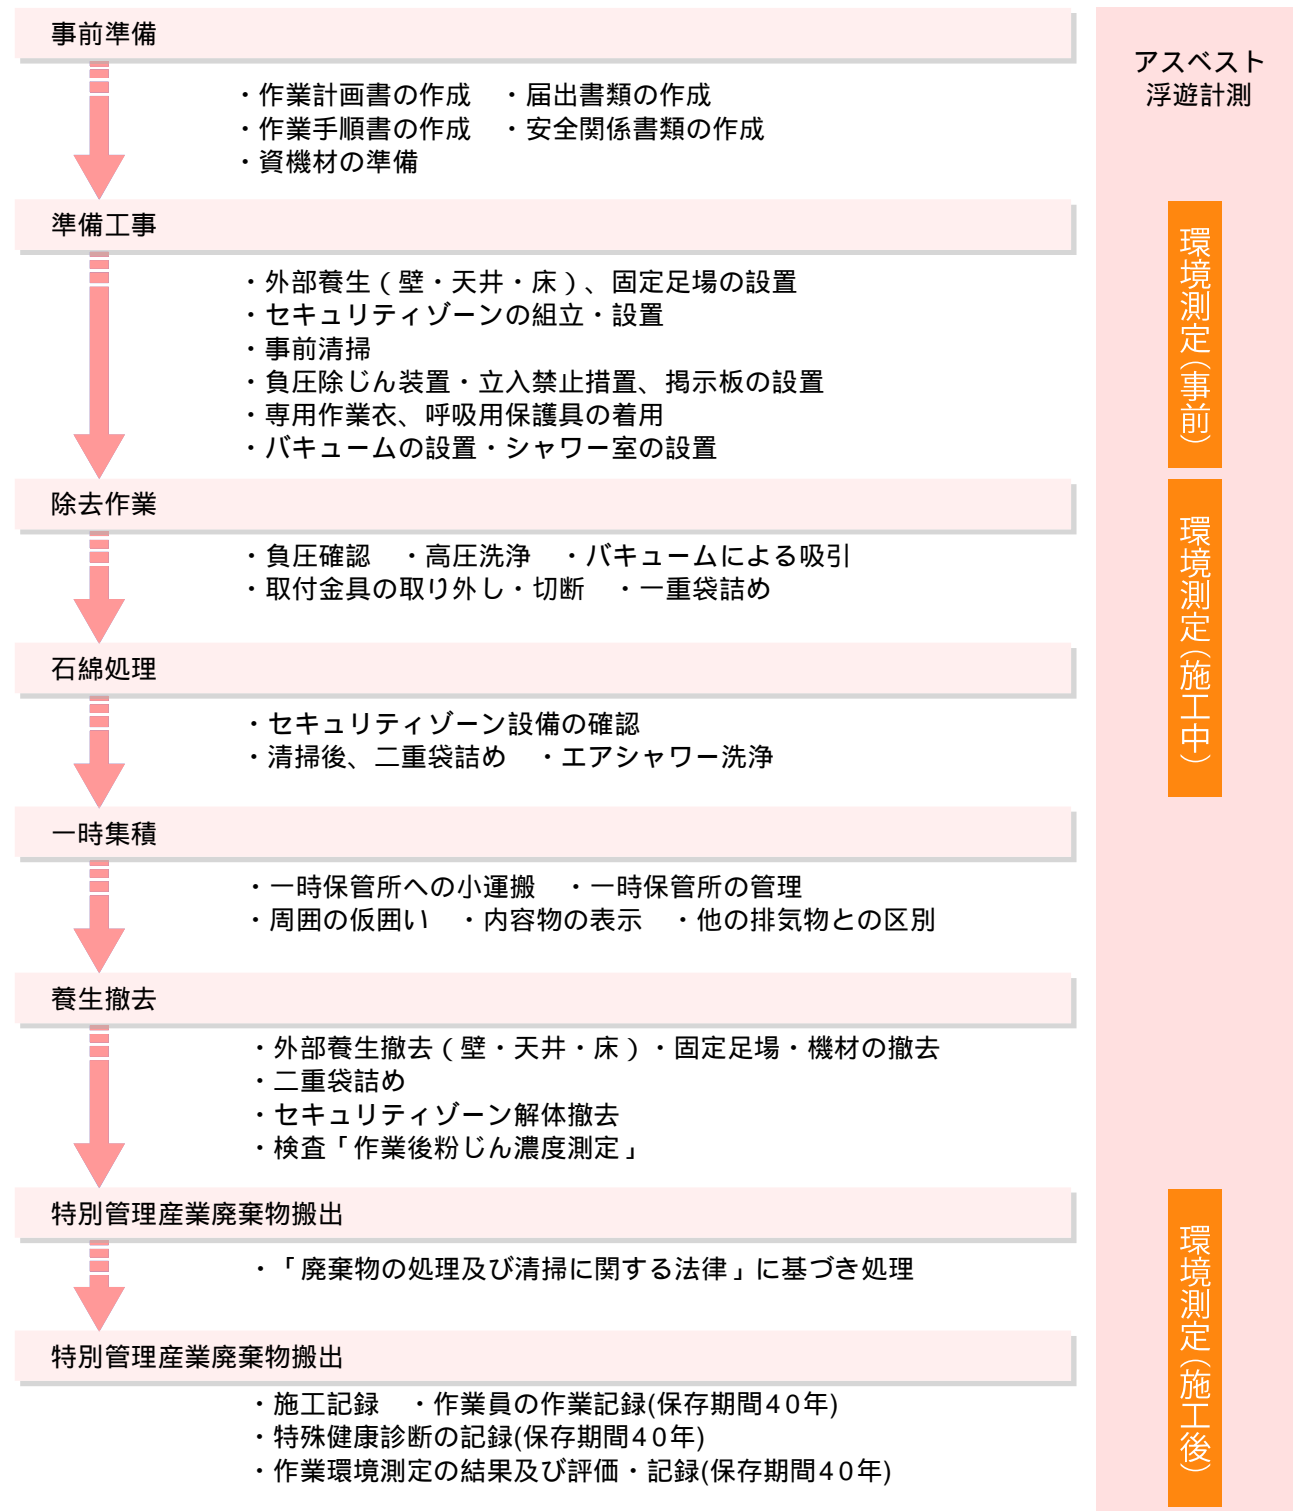 事前準備
・作業計画書の作成　・届出書類の作成
・作業手順書の作成　・安全関係書類の作成
・資機材の準備
準備工事
・外部養生（壁・天井・床）、固定足場の設置
・セキュリティゾーンの組立・設置
・事前清掃
・負圧除じん装置・立入禁止措置、掲示板の設置
・専用作業衣、呼吸用保護具の着用
・バキュームの設置・シャワー室の設置
除去作業
・負圧確認　・高圧洗浄　・バキュームによる吸引
・取付金具の取り外し・切断　・一重袋詰め
石綿処理
・セキュリティゾーン設備の確認
・清掃後、二重袋詰め　・エアシャワー洗浄
一時集積
・一時保管所への小運搬　・一時保管所の管理
・周囲の仮囲い　・内容物の表示　・他の排気物との区別
養生撤去
・外部養生撤去（壁・天井・床）・固定足場・機材の撤去
・二重袋詰め
・セキュリティゾーン解体撤去
・検査「作業後粉じん濃度測定」
特別管理産業廃棄物搬出
・「廃棄物の処理及び清掃に関する法律」に基づき処理
特別管理産業廃棄物搬出
・施工記録　・作業員の作業記録(保存期間40年)
・特殊健康診断の記録(保存期間40年)
・作業環境測定の結果及び評価・記録(保存期間40年)
アスベスト
浮遊計測
環境測定（事前）
環境測定（施工中）
環境測定（施工後）